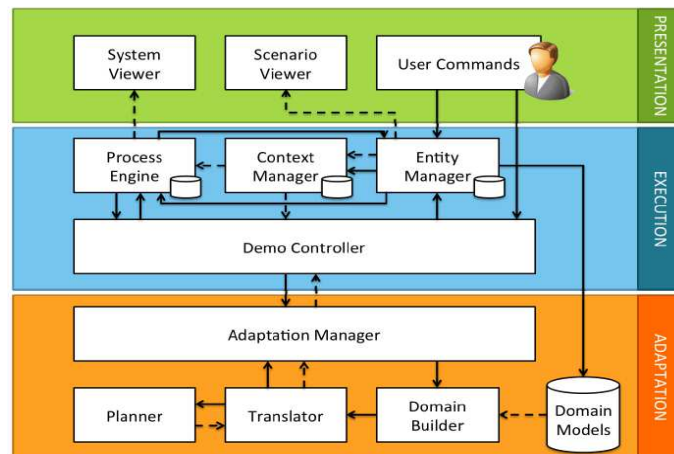 System
Viewer
Scenario
Viewer
User Commands
PRESENTATION
Process
Engine
Context
Manager
Entity
Manager
EXECUTION
Demo Controller
Adaptation Manager
ADAPTATION
Planner
Translator
Domain
Builder
Domain
Models